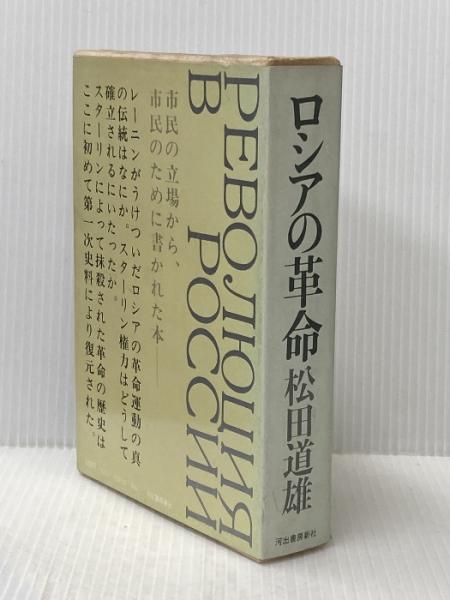 РЕВОЛЮЦИЯ
В РОССИИ
市民の立場から、
市民のために書かれた本――
レーニンがうけついだロシアの革命運動の真
の伝統はなにか。スターリン権力はどうして
確立されるにいたったか。
スターリンによって抹殺された革命の歴史は
ここに初めて第一次史料により復元された。
河出書房新社
ロシアの革命 松田道雄
河出書房新社